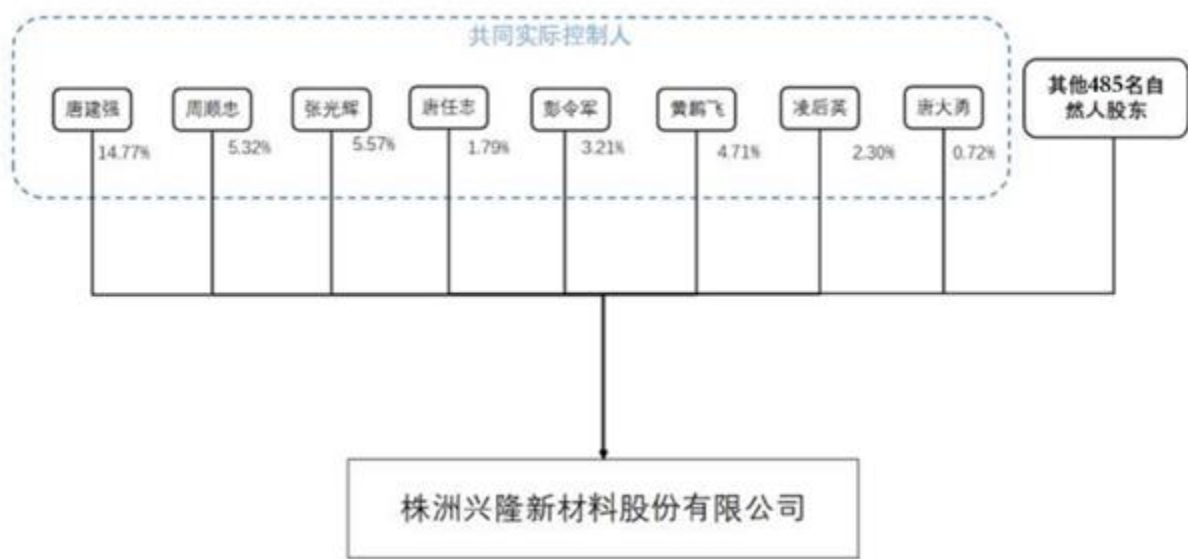 共同实际控制人
唐建强
周顺忠
张光辉
唐任志
彭令军
黄鹏飞
凌后英
唐大勇
其他485名自
然人股东
14.77%
5.32%
5.57%
1.79%
3.21%
4.71%
2.30%
0.72%
株洲兴隆新材料股份有限公司